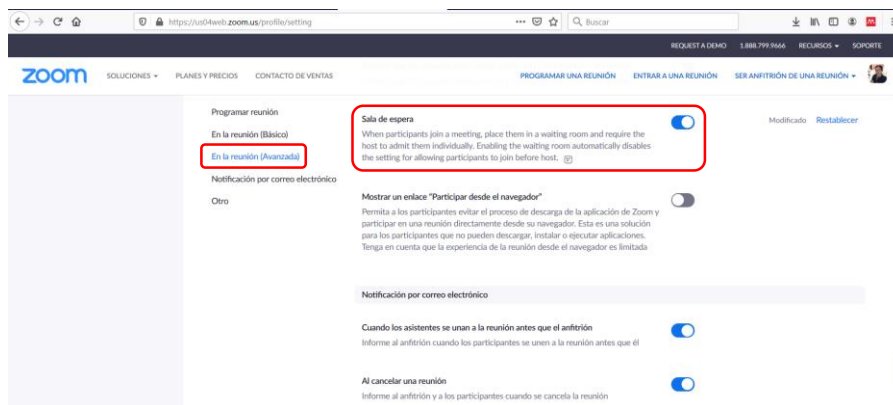 https://us04web.zoom.us/profile/setting
Buscar
REQUEST A DEMO 1.888.799.9666 RECURSOS SOPORTE
zoom SOLUCIONES PLANES Y PRECIOS CONTACTO DE VENTAS PROGRAMAR UNA REUNIÓN ENTRAR A UNA REUNIÓN SER ANFITRIÓN DE UNA REUNIÓN
Programar reunión
En la reunión (Básico)
En la reunión (Avanzada)
Notificación por correo electrónico
Otro
Sala de espera
When participants join a meeting, place them in a waiting room and require the
host to admit them individually. Enabling the waiting room automatically disables
the setting for allowing participants to join before host.
Modificado Restablecer
Mostrar un enlace "Participar desde el navegador"
Permita a los participantes evitar el proceso de descarga de la aplicación de Zoom y
participar en una reunión directamente desde su navegador. Esta es una solución
para los participantes que no pueden descargar, instalar o ejecutar aplicaciones.
Tenga en cuenta que la experiencia de la reunión desde el navegador es limitada
Notificación por correo electrónico
Cuando los asistentes se unan a la reunión antes que el anfitrión
Informe al anfitrión cuando los participantes se unen a la reunión antes que él
Al cancelar una reunión
Informe al anfitrión y a los participantes cuando se cancela la reunión